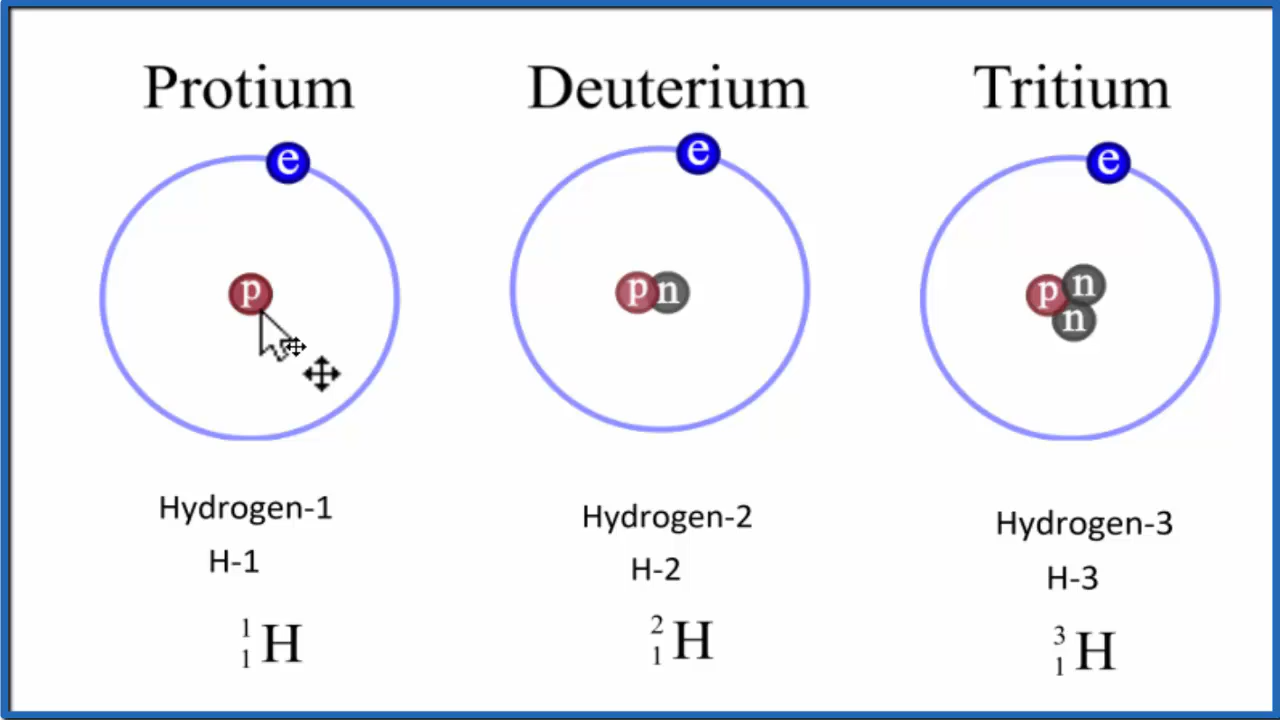 Protium
e
p
Hydrogen-1
H-1
1
1 H
Deuterium
e
p n
Hydrogen-2
H-2
2
1 H
Tritium
e
p n
n
Hydrogen-3
H-3
3
1 H